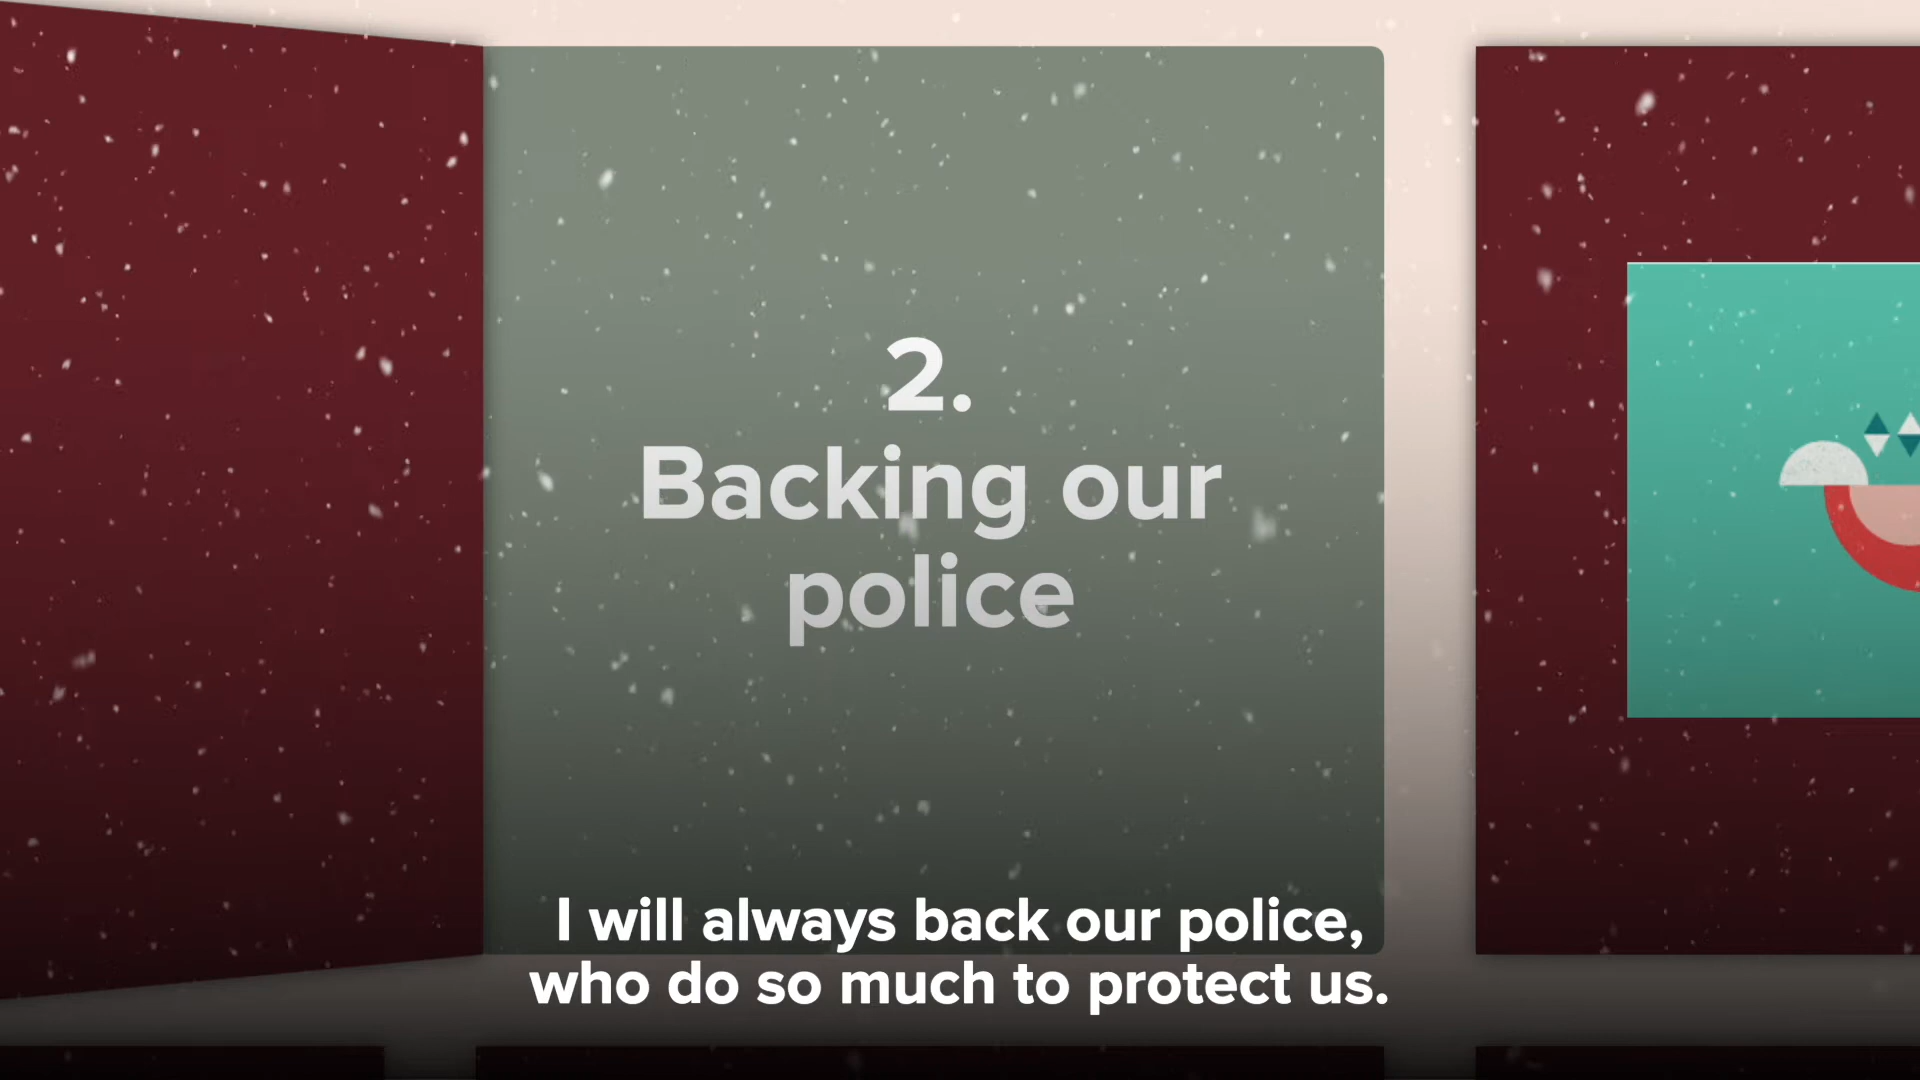 2.
Backing our
police
I will always back our police,
who do so much to protect us.